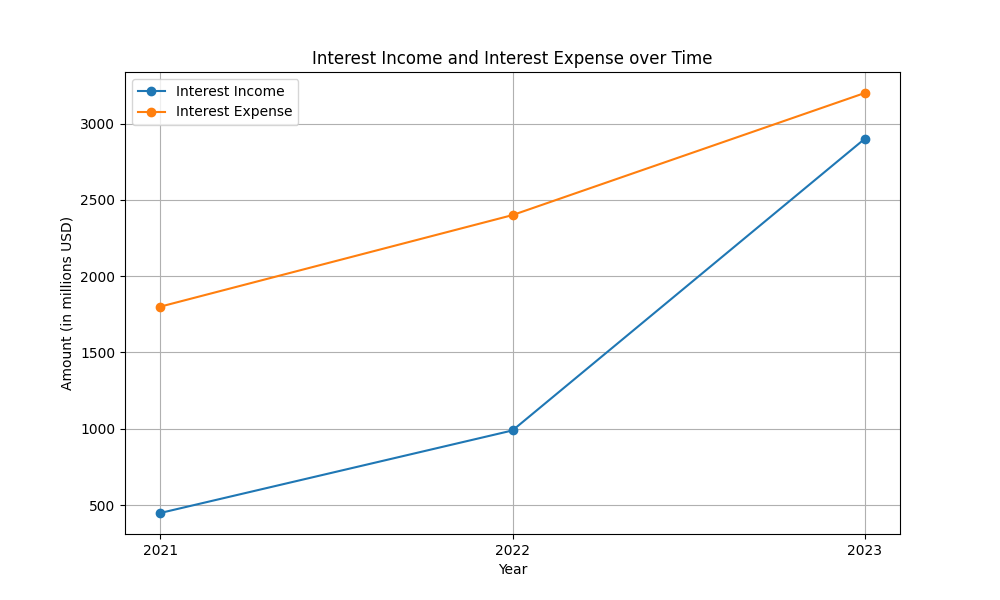 Interest Income and Interest Expense over Time
Interest Income
Interest Expense
3000
2500
2000
1500
1000
500
Amount (in millions USD)
2021
2022
2023
Year